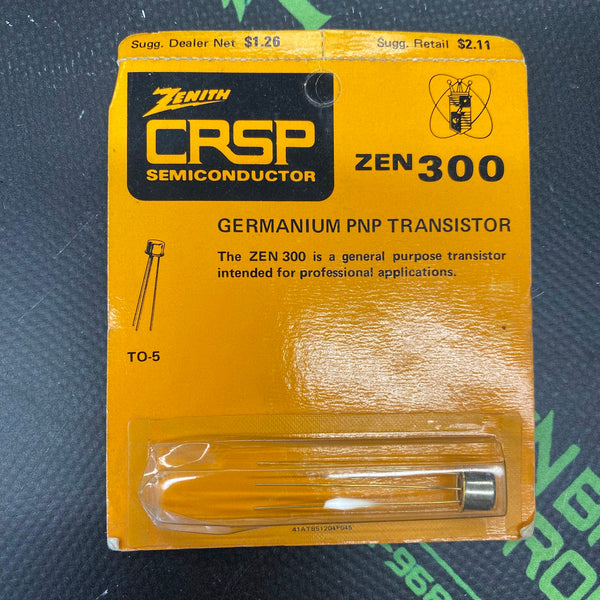 Sugg. Dealer Net $1.26 Sugg. Retail $2.11
ZENITH
CRSP
SEMICONDUCTOR
ZEN 300
GERMANIUM PNP TRANSISTOR
The ZEN 300 is a general purpose transistor
intended for professional applications.
TO-5